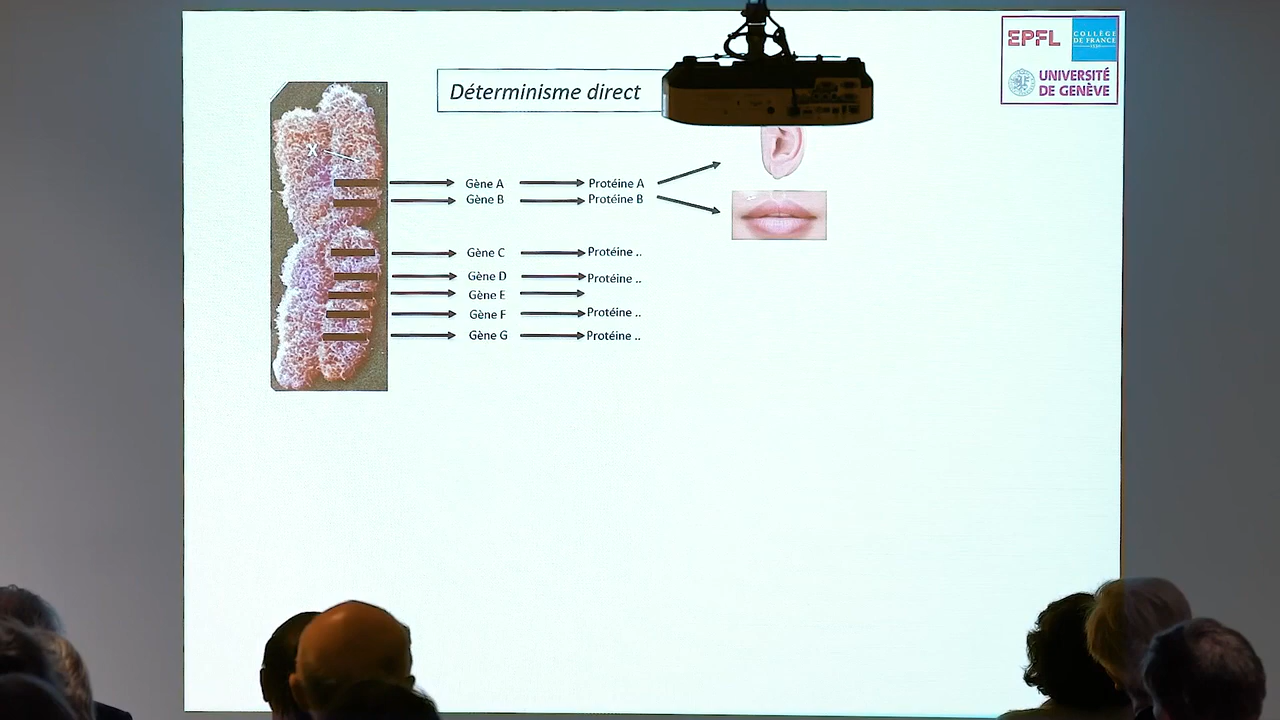 Déterminisme direct
EPFL
COLLÈGE
DE FRANCE
1530
UNIVERSITÉ
DE GENÈVE
X
Gène A
Protéine A
Gène B
Protéine B
Gène C
Protéine ..
Gène D
Protéine ..
Gène E
Gène F
Protéine ..
Gène G
Protéine ..